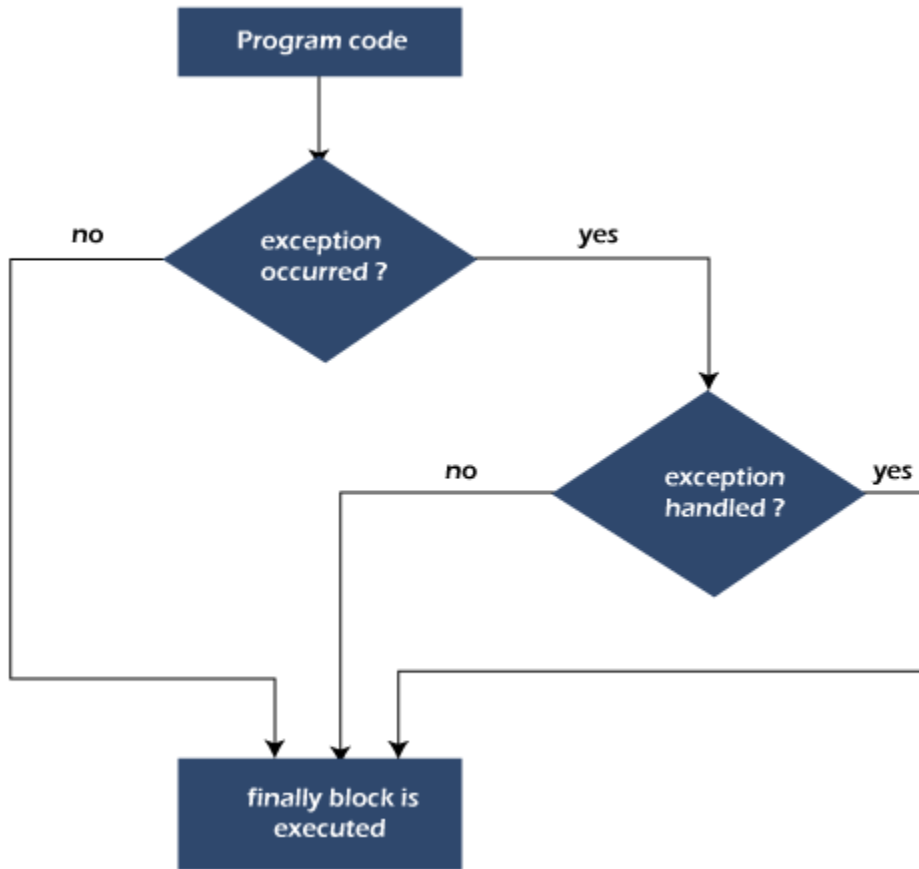 Program code
no
exception
occurred ?
yes
no
exception
handled ?
yes
finally block is
executed